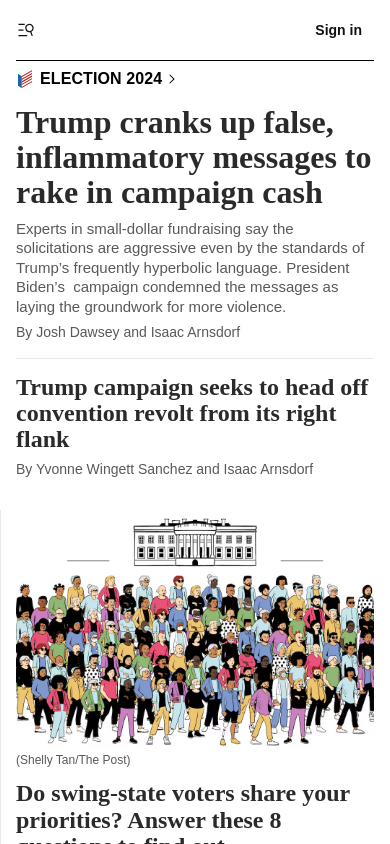 Sign in
ELECTION 2024
Trump cranks up false,
inflammatory messages to
rake in campaign cash
Experts in small-dollar fundraising say the
solicitations are aggressive even by the standards of
Trump’s frequently hyperbolic language. President
Biden’s  campaign condemned the messages as
laying the groundwork for more violence.
By Josh Dawsey and Isaac Arnsdorf
Trump campaign seeks to head off
convention revolt from its right
flank
By Yvonne Wingett Sanchez and Isaac Arnsdorf
(Shelly Tan/The Post)
Do swing-state voters share your
priorities? Answer these 8
questions to find out